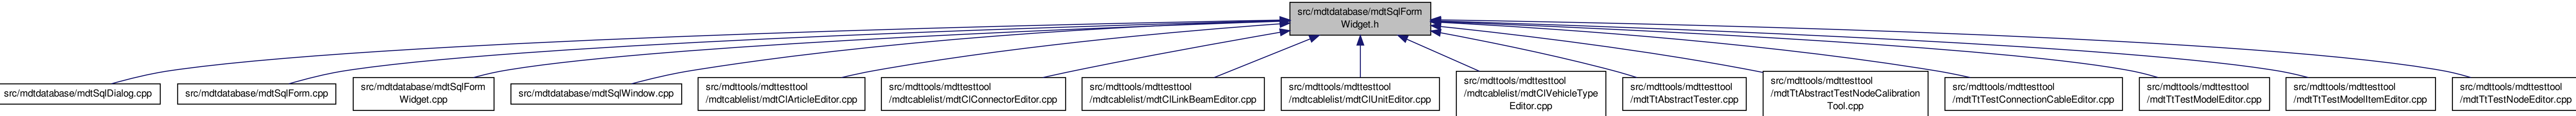 src/mdtdatabase/mdtSqlForm
Widget.h
src/mdtdatabase/mdtSqlDialog.cpp
src/mdtdatabase/mdtSqlForm.cpp
src/mdtdatabase/mdtSqlForm
Widget.cpp
src/mdtdatabase/mdtSqlWindow.cpp
src/mdttools/mdttesttool
/mdtcablelist/mdtClArticleEditor.cpp
src/mdttools/mdttesttool
/mdtcablelist/mdtClConnectorEditor.cpp
src/mdttools/mdttesttool
/mdtcablelist/mdtClLinkBeamEditor.cpp
src/mdttools/mdttesttool
/mdtcablelist/mdtClUnitEditor.cpp
src/mdttools/mdttesttool
/mdtcablelist/mdtClVehicleType
Editor.cpp
src/mdttools/mdttesttool
/mdtTtAbstractTester.cpp
src/mdttools/mdttesttool
/mdtTtAbstractTestNodeCalibration
Tool.cpp
src/mdttools/mdttesttool
/mdtTtTestConnectionCableEditor.cpp
src/mdttools/mdttesttool
/mdtTtTestModelEditor.cpp
src/mdttools/mdttesttool
/mdtTtTestModelItemEditor.cpp
src/mdttools/mdttesttool
/mdtTtTestNodeEditor.cpp